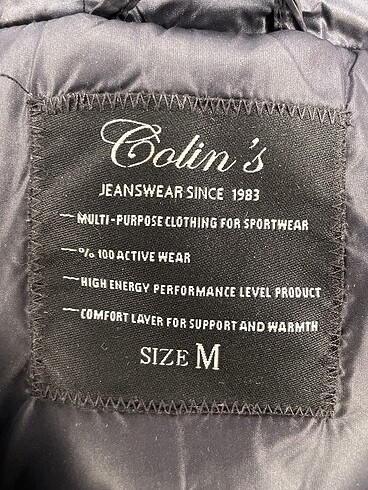 Colin's
JEANSWEAR SINCE 1983
— MULTI-PURPOSE CLOTHING FOR SPORTWEAR
— % 100 ACTIVE WEAR
— HIGH ENERGY PERFORMANCE LEVEL PRODUCT
— COMFORT LAYER FOR SUPPORT AND WARMTH
SIZE M